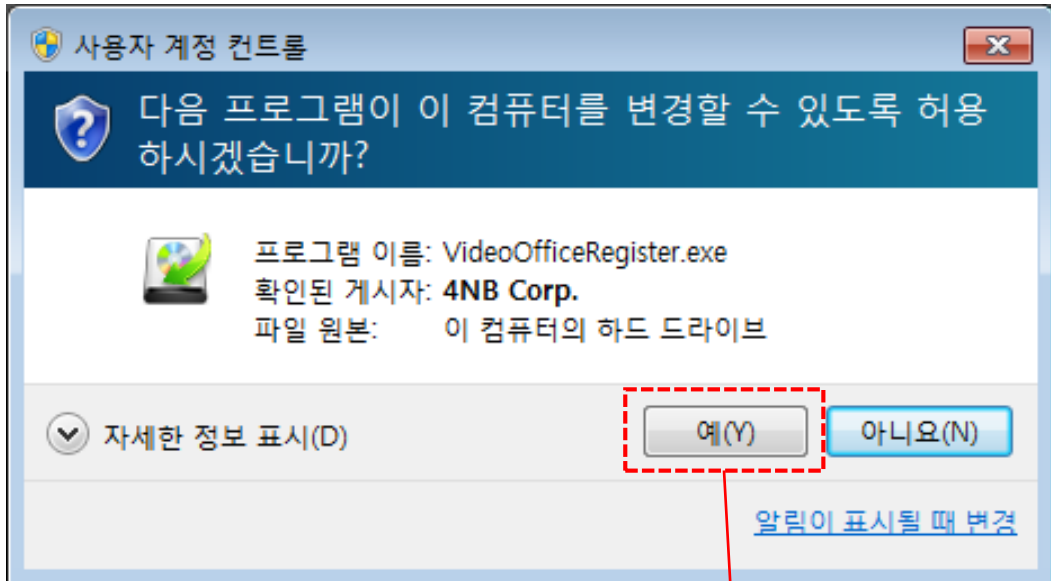 사용자 계정 컨트롤
다음 프로그램이 이 컴퓨터를 변경할 수 있도록 허용
하시겠습니까?
프로그램 이름: VideoOfficeRegister.exe
확인된 게시자: 4NB Corp.
파일 원본: 이 컴퓨터의 하드 드라이브
자세한 정보 표시(D) 예(Y) 아니요(N)
알림이 표시될 때 변경